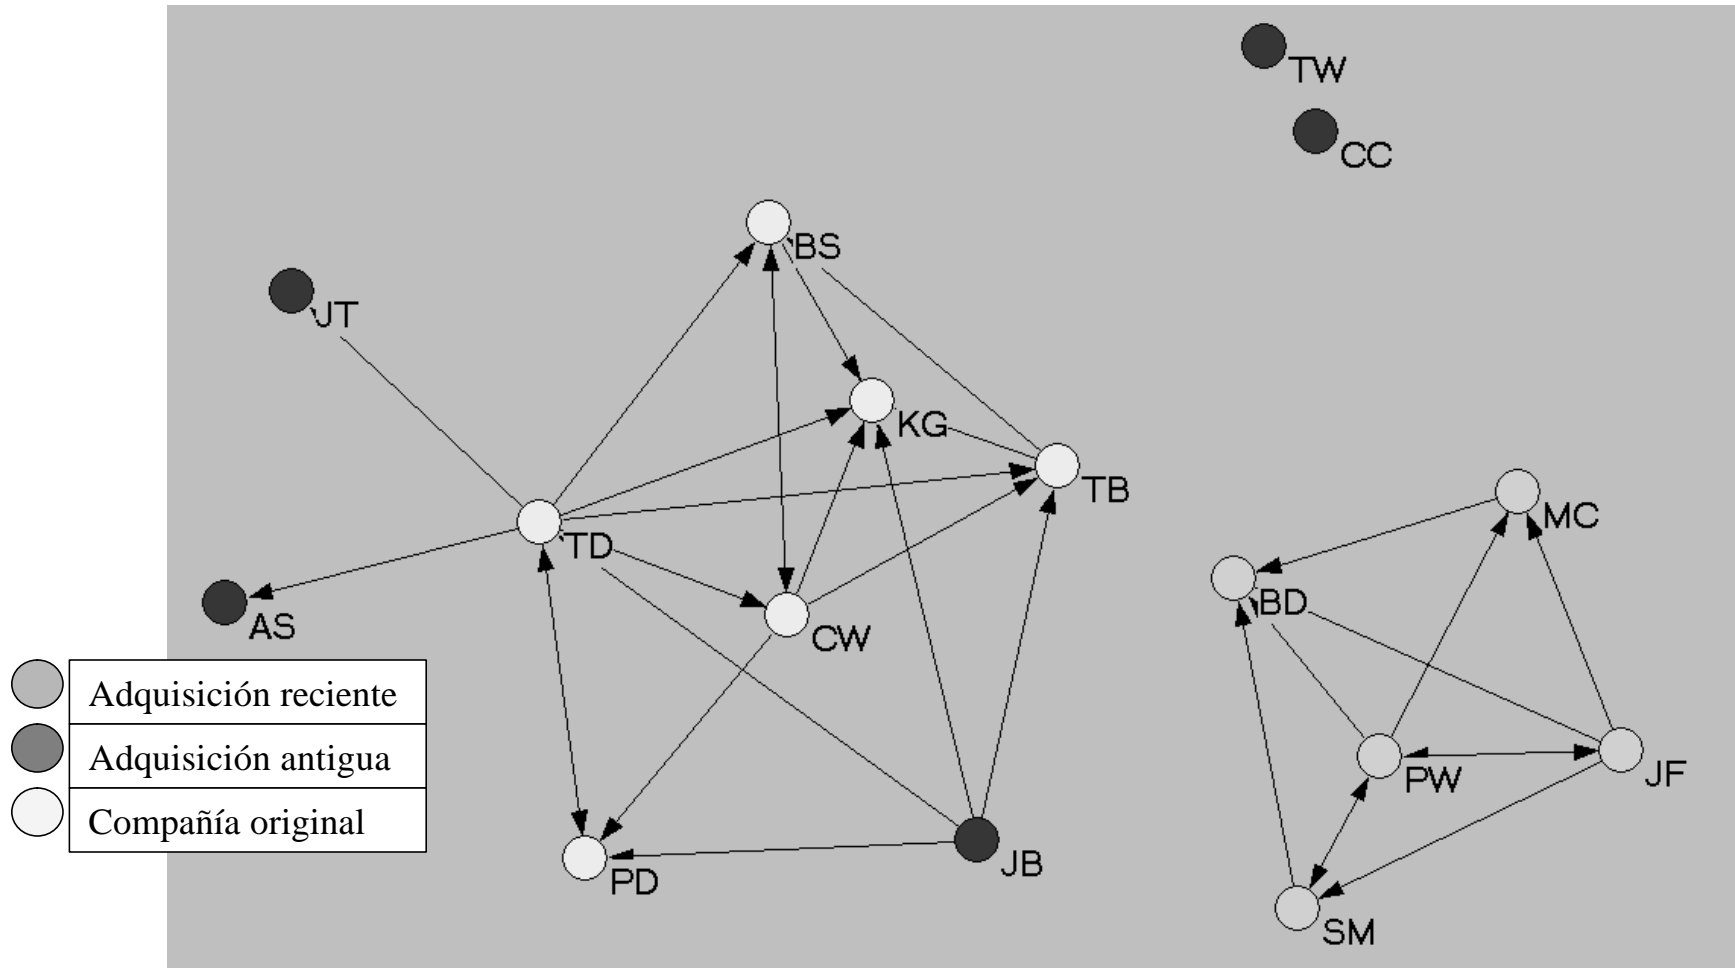 TW
CC
BS
JT
KG
TB
MC
TD
BD
AS
CW
PW
JF
PD
JB
SM
Adquisición reciente
Adquisición antigua
Compañía original